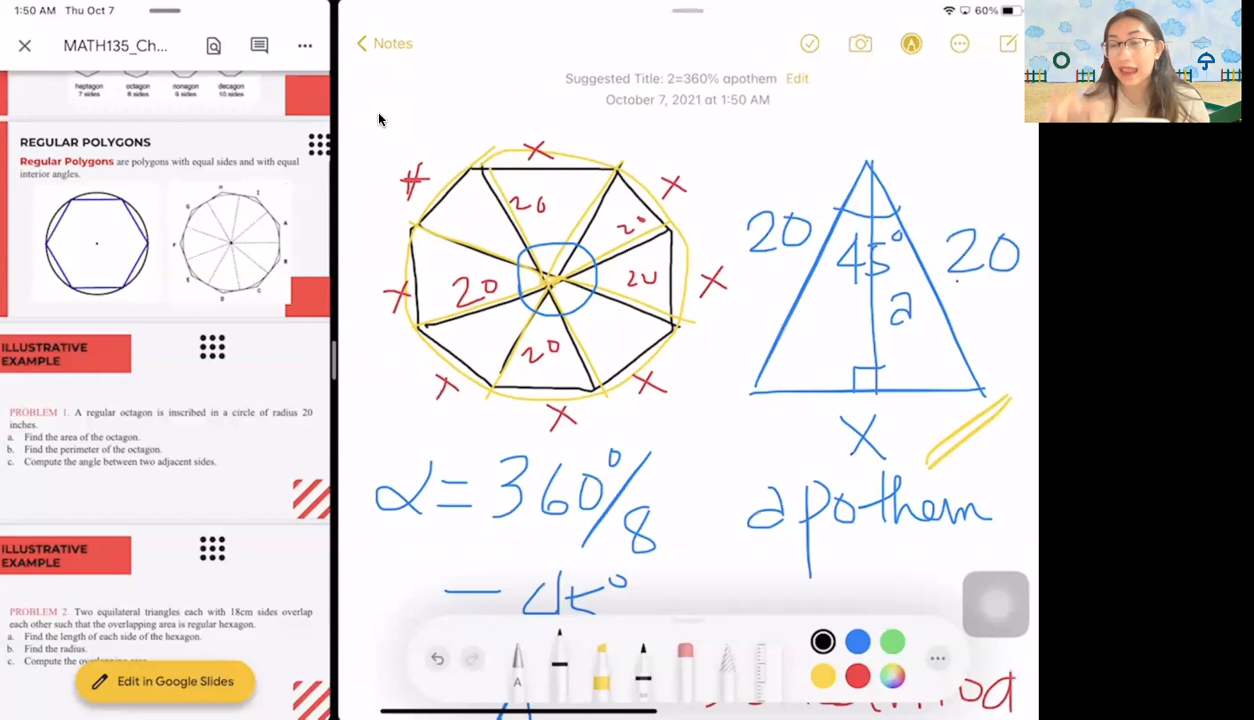 1:50 AM Thu Oct 7
MATH135_Ch...
heptagon octagon nonagon decagon
7 sides 8 sides 9 sides 10 sides
REGULAR POLYGONS
Regular Polygons are polygons with equal sides and with equal
interior angles.
ILLUSTRATIVE
EXAMPLE
PROBLEM 1. A regular octagon is inscribed in a circle of radius 20
inches.
a. Find the area of the octagon.
b. Find the perimeter of the octagon.
c. Compute the angle between two adjacent sides.
ILLUSTRATIVE
EXAMPLE
PROBLEM 2. Two equilateral triangles each with 18cm sides overlap
each other such that the overlapping area is regular hexagon.
a. Find the length of each side of the hexagon.
b. Find the radius.
c. Compute the
Edit in Google Slides
60%
Notes
Suggested Title: 2=360% apothem Edit
October 7, 2021 at 1:50 AM
x
x x
20 20
x 20 20 x
20
x x
x
20 45° 20
a
x
α = 360°/8
apothem
A